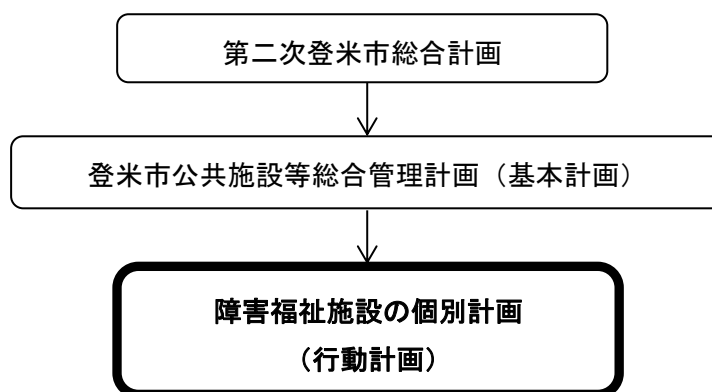 第二次登米市総合計画
登米市公共施設等総合管理計画（基本計画）
障害福祉施設の個別計画
（行動計画）